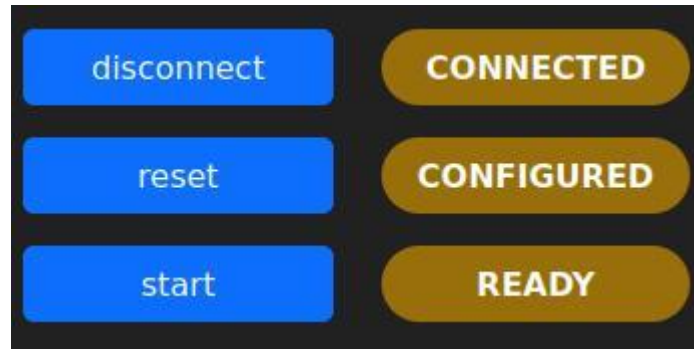 disconnect CONNECTED
reset CONFIGURED
start READY